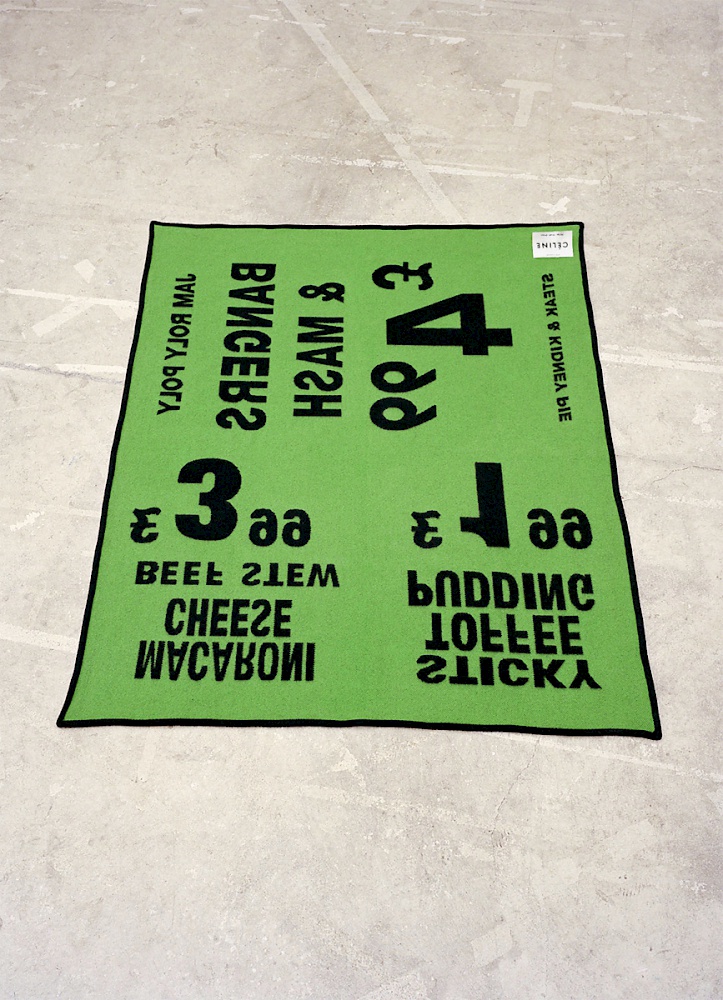 MACARONI
CHEESE
BEEF STEW
£3 99
STICKY
TOFFEE
PUDDING
£1 99
JAM ROLY POLY
BANGERS
& MASH
£4 99
STEAK & KIDNEY PIE
CÉLINE